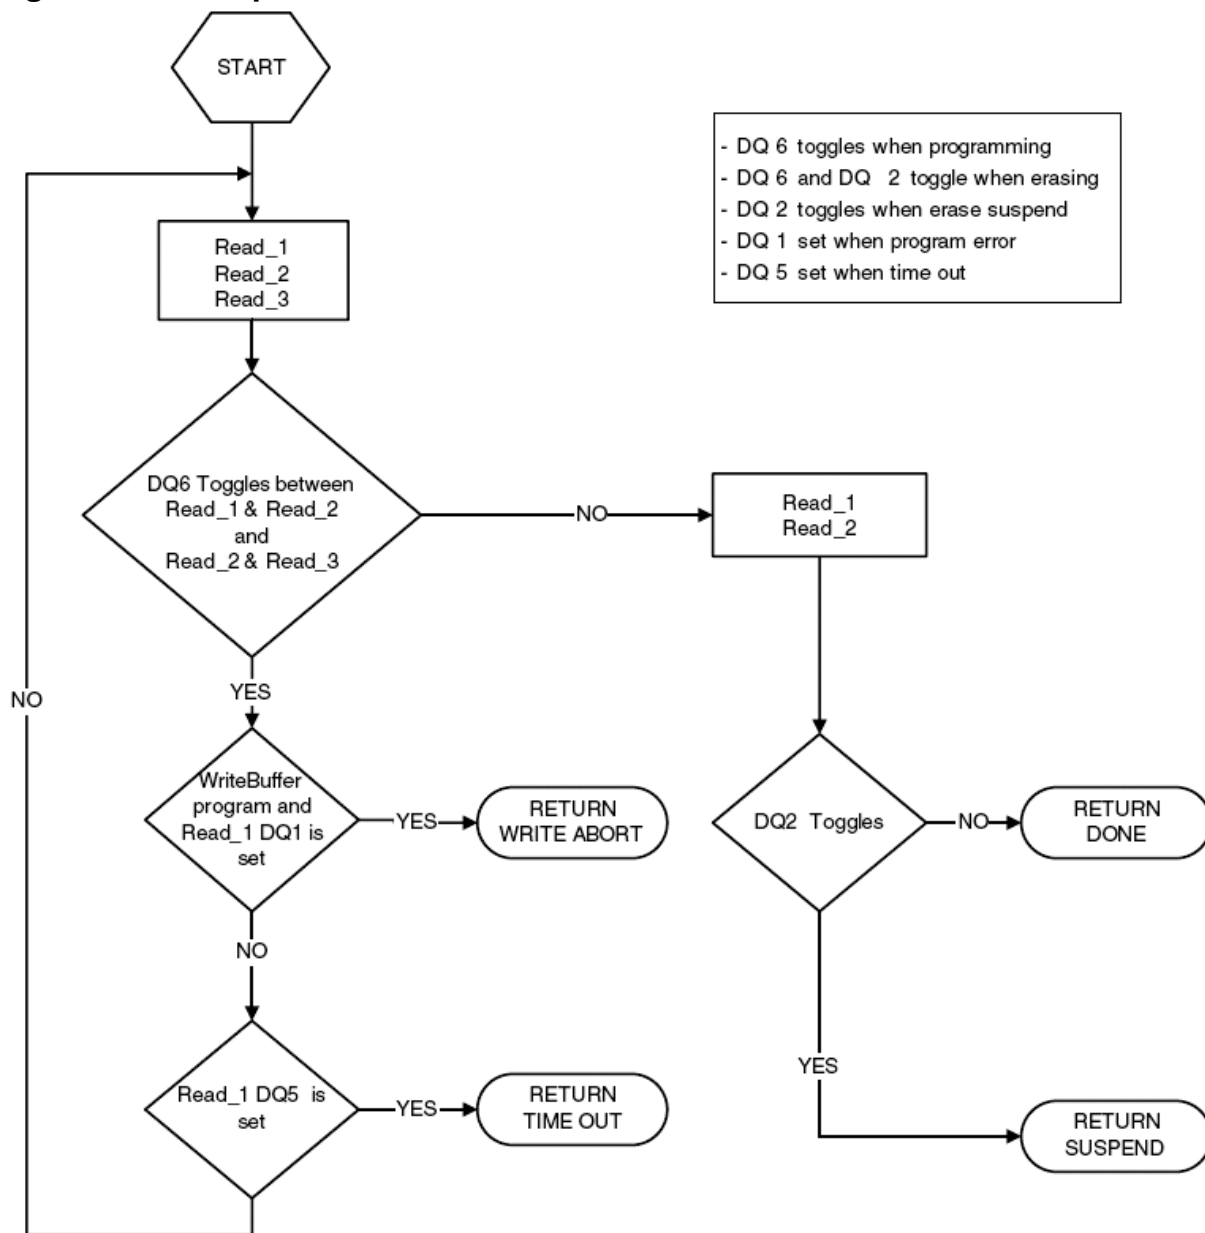 START
- DQ 6 toggles when programming
- DQ 6 and DQ 2 toggle when erasing
- DQ 2 toggles when erase suspend
- DQ 1 set when program error
- DQ 5 set when time out
Read_1
Read_2
Read_3
DQ6 Toggles between
Read_1 & Read_2
and
Read_2 & Read_3
NO
Read_1
Read_2
YES
NO
WriteBuffer
program and
Read_1 DQ1 is
set
YES
RETURN
WRITE ABORT
DQ2 Toggles
NO
RETURN
DONE
NO
YES
Read_1 DQ5 is
set
YES
RETURN
TIME OUT
RETURN
SUSPEND